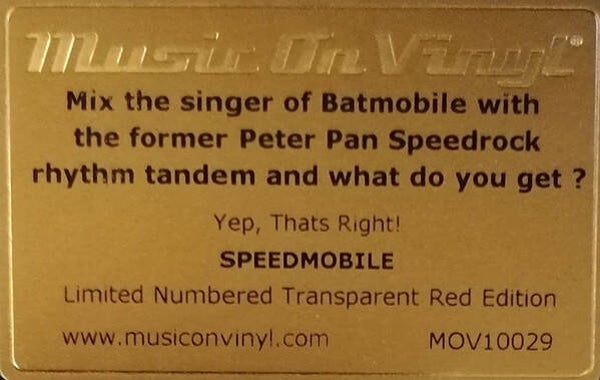 Music On Vinyl®
Mix the singer of Batmobile with
the former Peter Pan Speedrock
rhythm tandem and what do you get ?
Yep, Thats Right!
SPEEDMOBILE
Limited Numbered Transparent Red Edition
www.musiconvinyl.com MOV10029